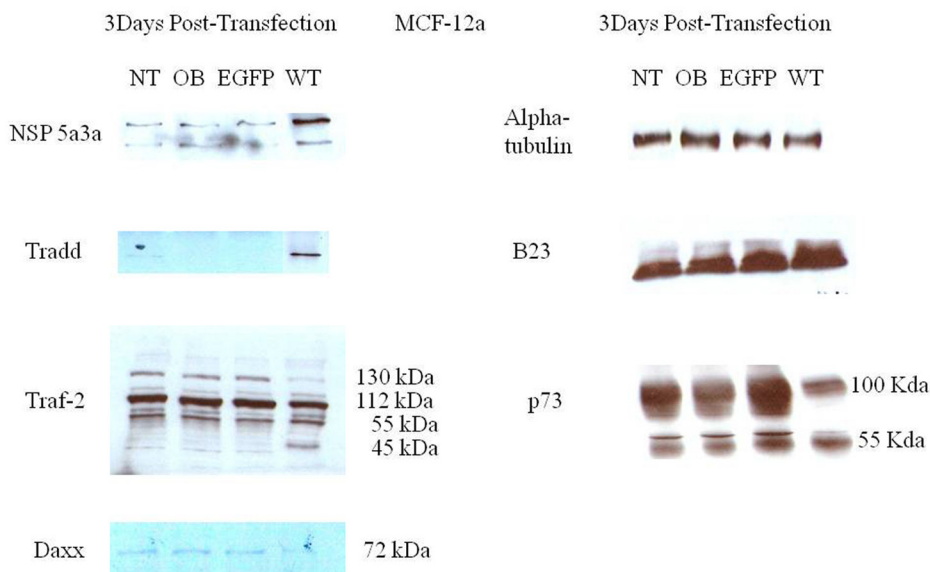 3Days Post-Transfection
MCF-12a
3Days Post-Transfection
NT OB EGFP WT
NT OB EGFP WT
NSP 5a3a
Alpha-
tubulin
Tradd
B23
Traf-2
130 kDa
112 kDa
55 kDa
45 kDa
p73
100 Kda
55 Kda
Daxx
72 kDa